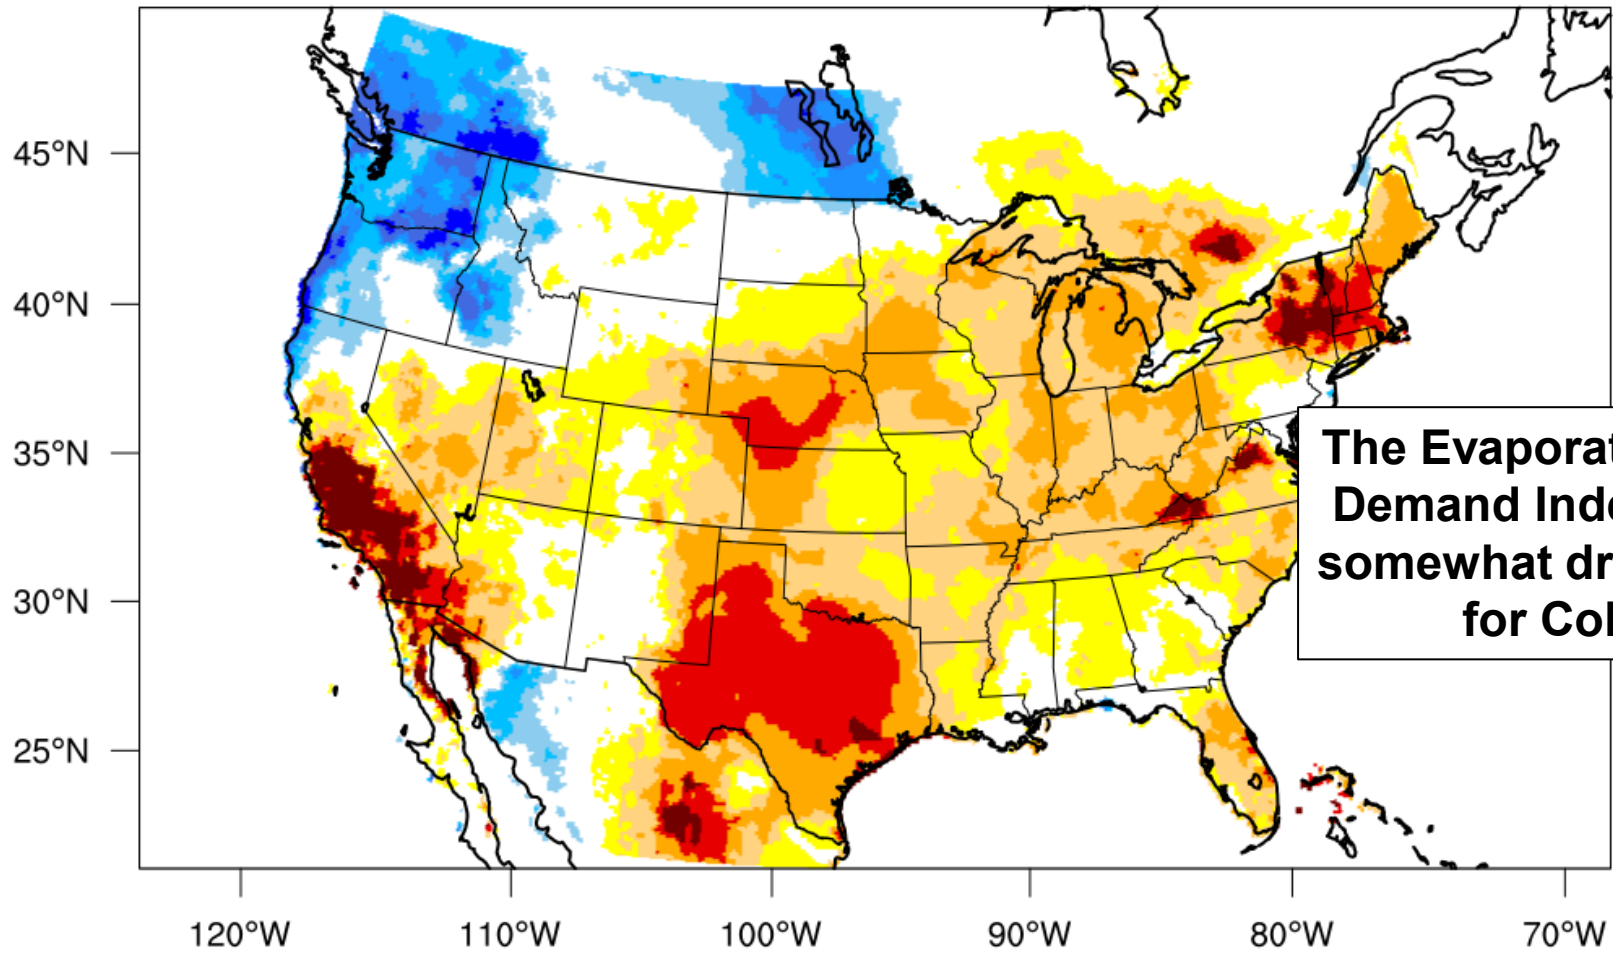 45°N
40°N
35°N
30°N
25°N
The Evaporat
Demand Inde
somewhat dr
for Col
120°W
110°W
100°W
90°W
80°W
70°W